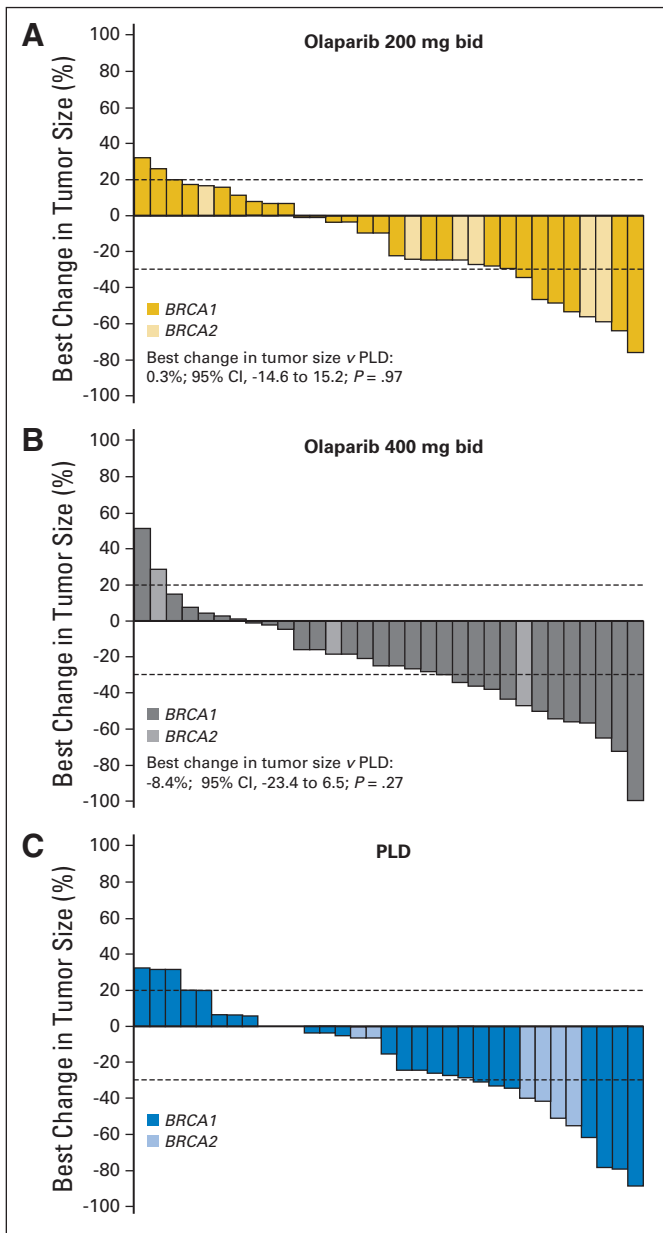 A
Olaparib 200 mg bid
Best Change in Tumor Size (%)
100
80
60
40
20
0
-20
-40
-60
-80
-100
BRCA1
BRCA2
Best change in tumor size v PLD:
0.3%; 95% CI, -14.6 to 15.2; P = .97
B
Olaparib 400 mg bid
Best Change in Tumor Size (%)
100
80
60
40
20
0
-20
-40
-60
-80
-100
BRCA1
BRCA2
Best change in tumor size v PLD:
-8.4%; 95% CI, -23.4 to 6.5; P = .27
C
PLD
Best Change in Tumor Size (%)
100
80
60
40
20
0
-20
-40
-60
-80
-100
BRCA1
BRCA2